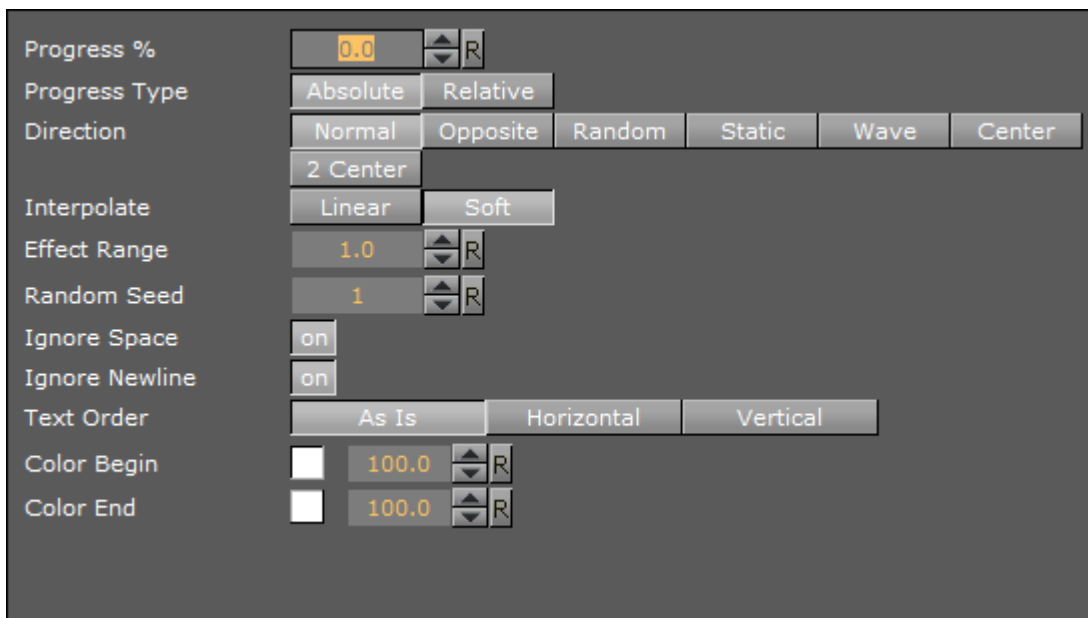 Progress % 0.0 R
Progress Type Absolute Relative
Direction Normal Opposite Random Static Wave Center
2 Center
Interpolate Linear Soft
Effect Range 1.0 R
Random Seed 1 R
Ignore Space on
Ignore Newline on
Text Order As Is Horizontal Vertical
Color Begin 100.0 R
Color End 100.0 R